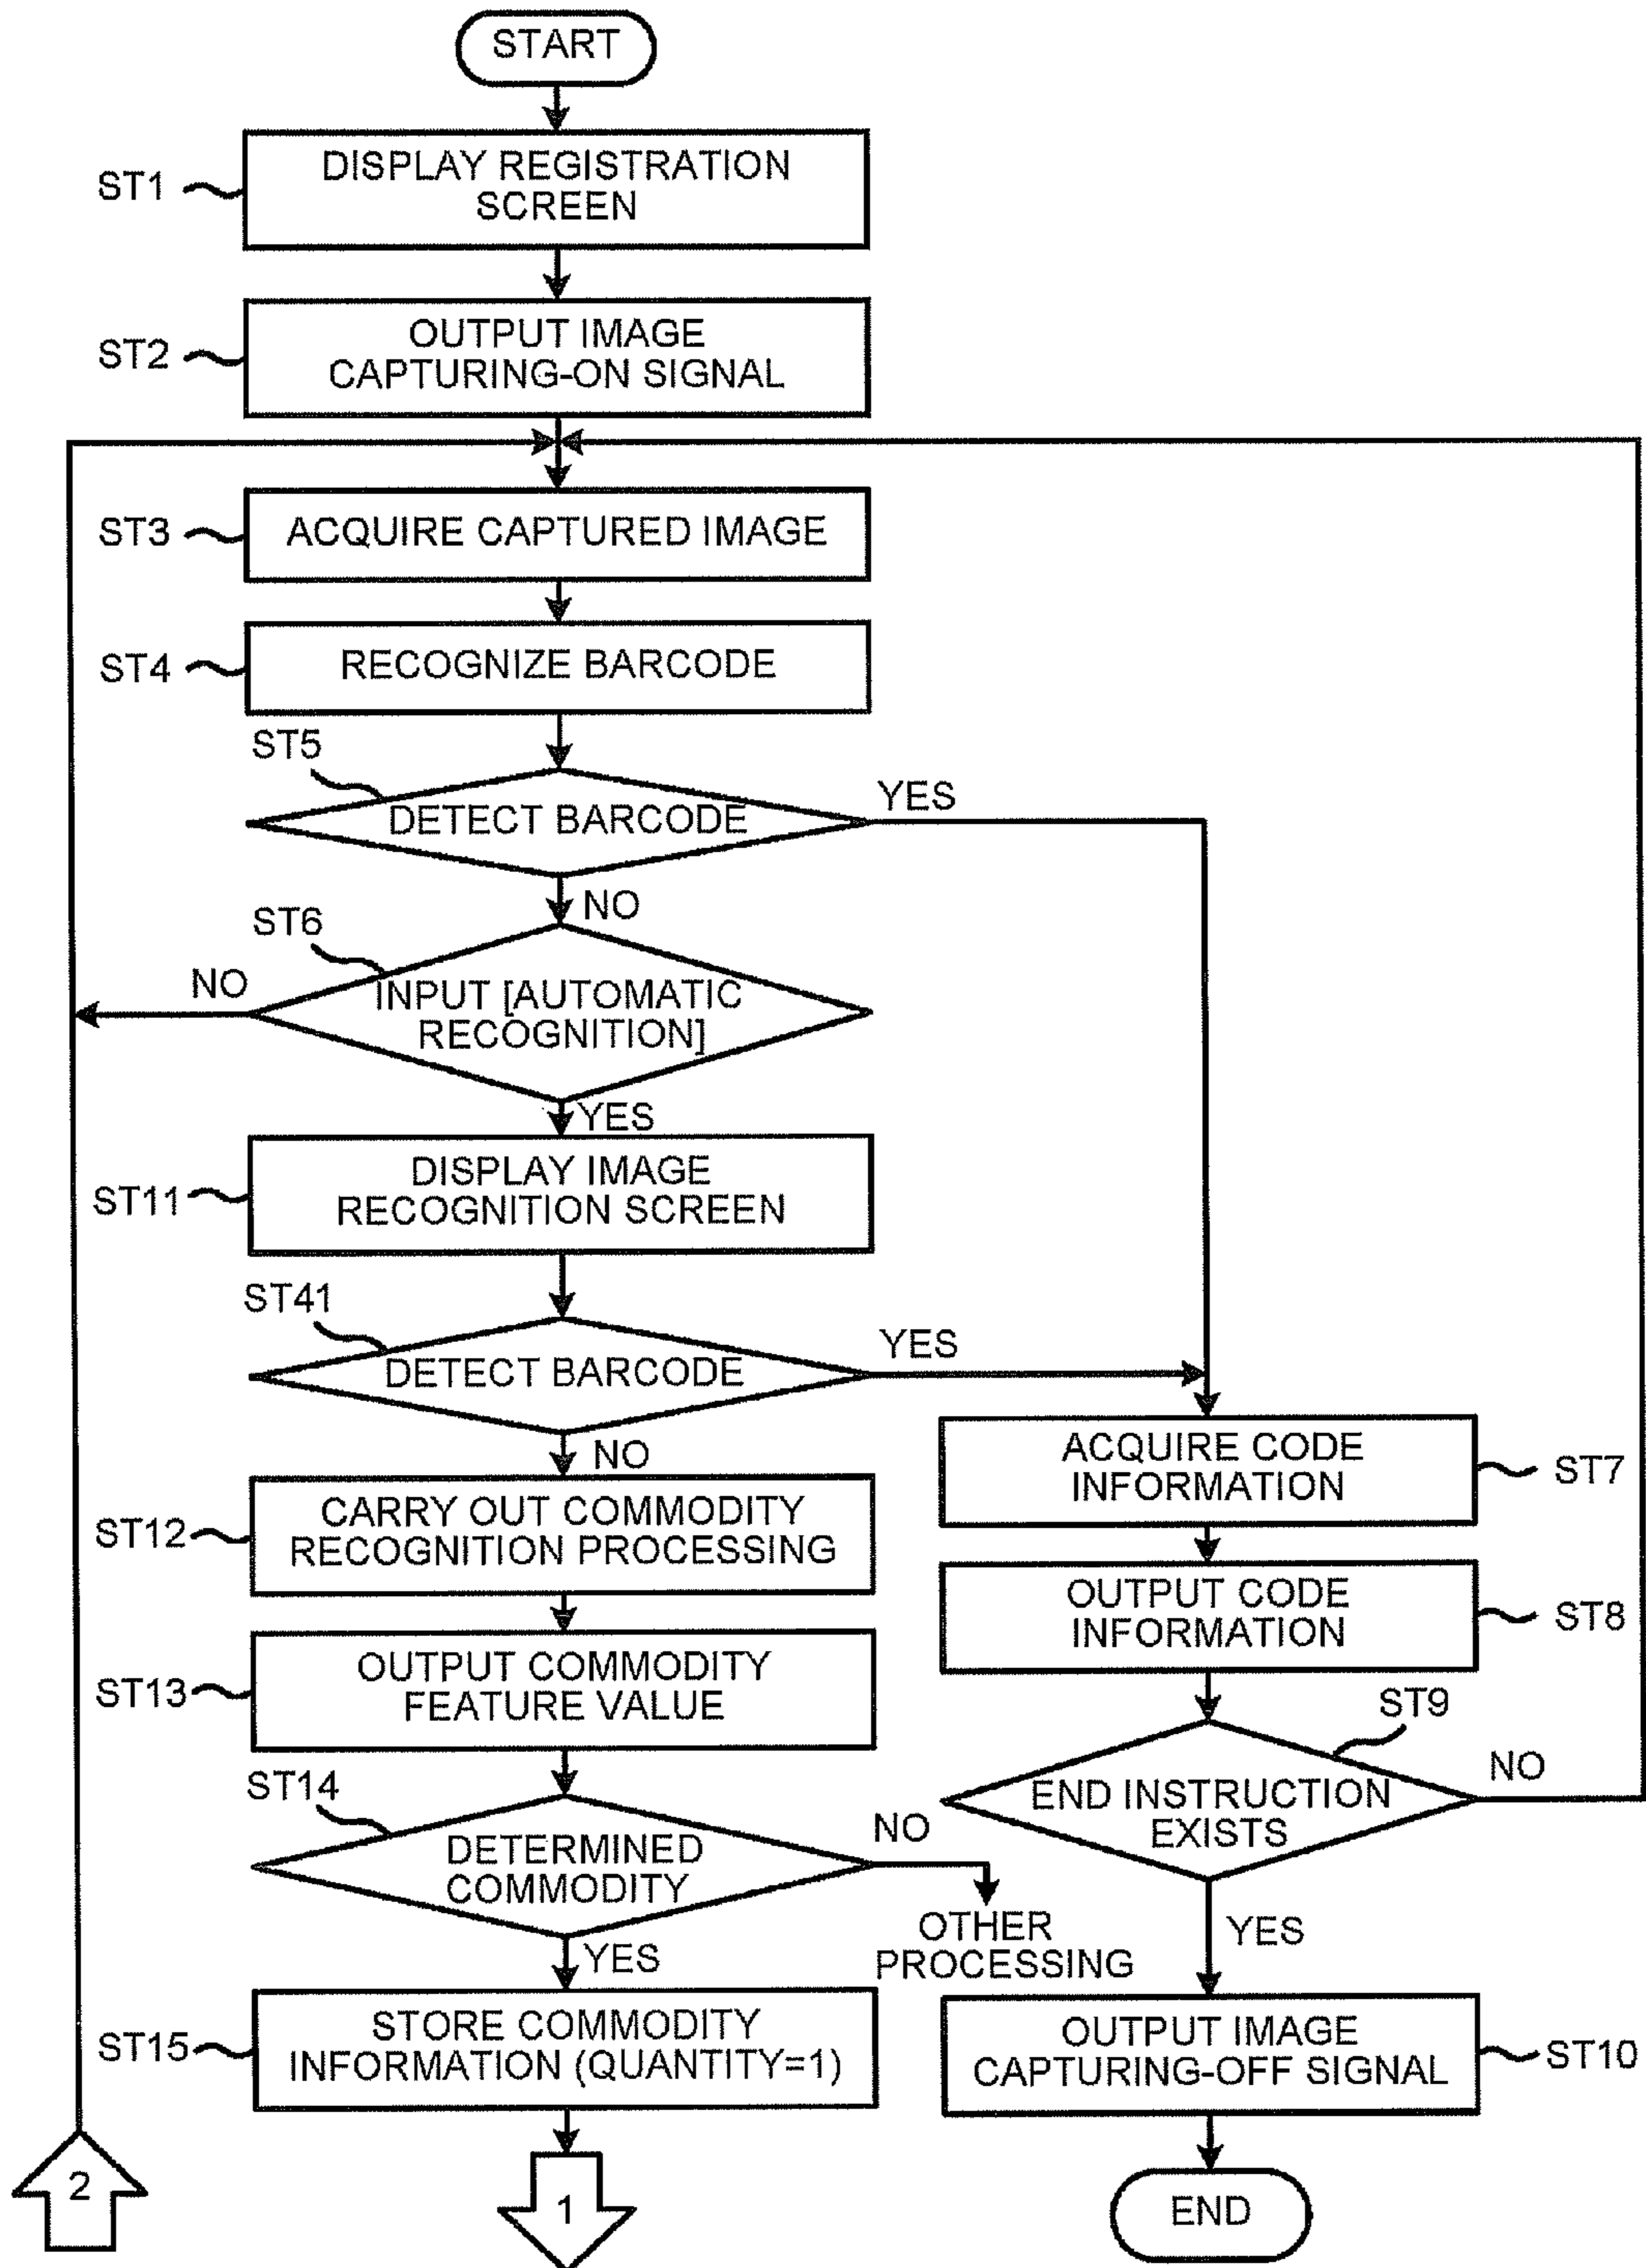 START
ST1
DISPLAY REGISTRATION
SCREEN
ST2
OUTPUT IMAGE
CAPTURING-ON SIGNAL
ST3
ACQUIRE CAPTURED IMAGE
ST4
RECOGNIZE BARCODE
ST5
DETECT BARCODE
YES
NO
ST6
NO
INPUT [AUTOMATIC
RECOGNITION]
YES
ST11
DISPLAY IMAGE
RECOGNITION SCREEN
ST41
DETECT BARCODE
YES
NO
ST12
CARRY OUT COMMODITY
RECOGNITION PROCESSING
ST13
OUTPUT COMMODITY
FEATURE VALUE
ST14
DETERMINED
COMMODITY
NO
OTHER
PROCESSING
YES
ST15
STORE COMMODITY
INFORMATION (QUANTITY=1)
2
1
ACQUIRE CODE
INFORMATION
ST7
OUTPUT CODE
INFORMATION
ST8
ST9
END INSTRUCTION
EXISTS
NO
YES
OUTPUT IMAGE
CAPTURING-OFF SIGNAL
ST10
END